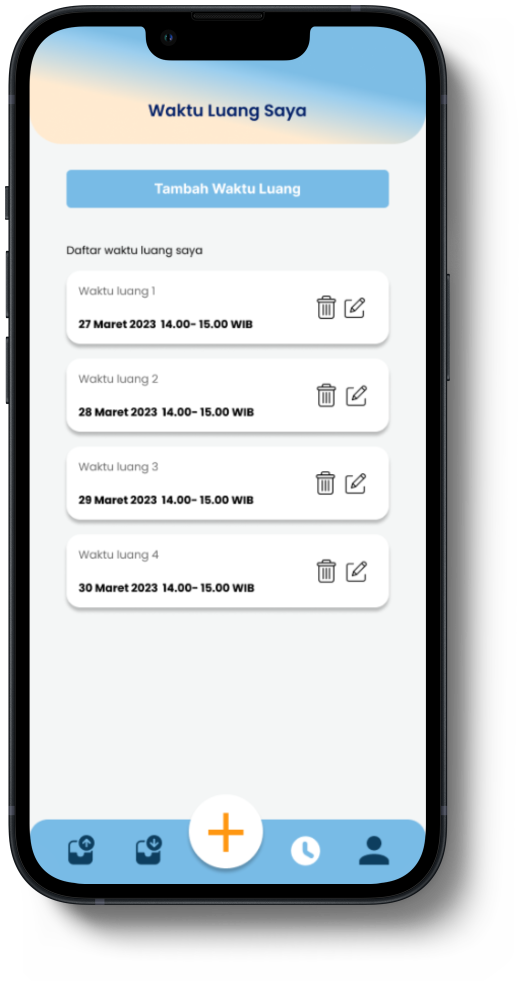 Waktu Luang Saya
Tambah Waktu Luang
Daftar waktu luang saya
Waktu luang 1
27 Maret 2023 14.00- 15.00 WIB
Waktu luang 2
28 Maret 2023 14.00- 15.00 WIB
Waktu luang 3
29 Maret 2023 14.00- 15.00 WIB
Waktu luang 4
30 Maret 2023 14.00- 15.00 WIB